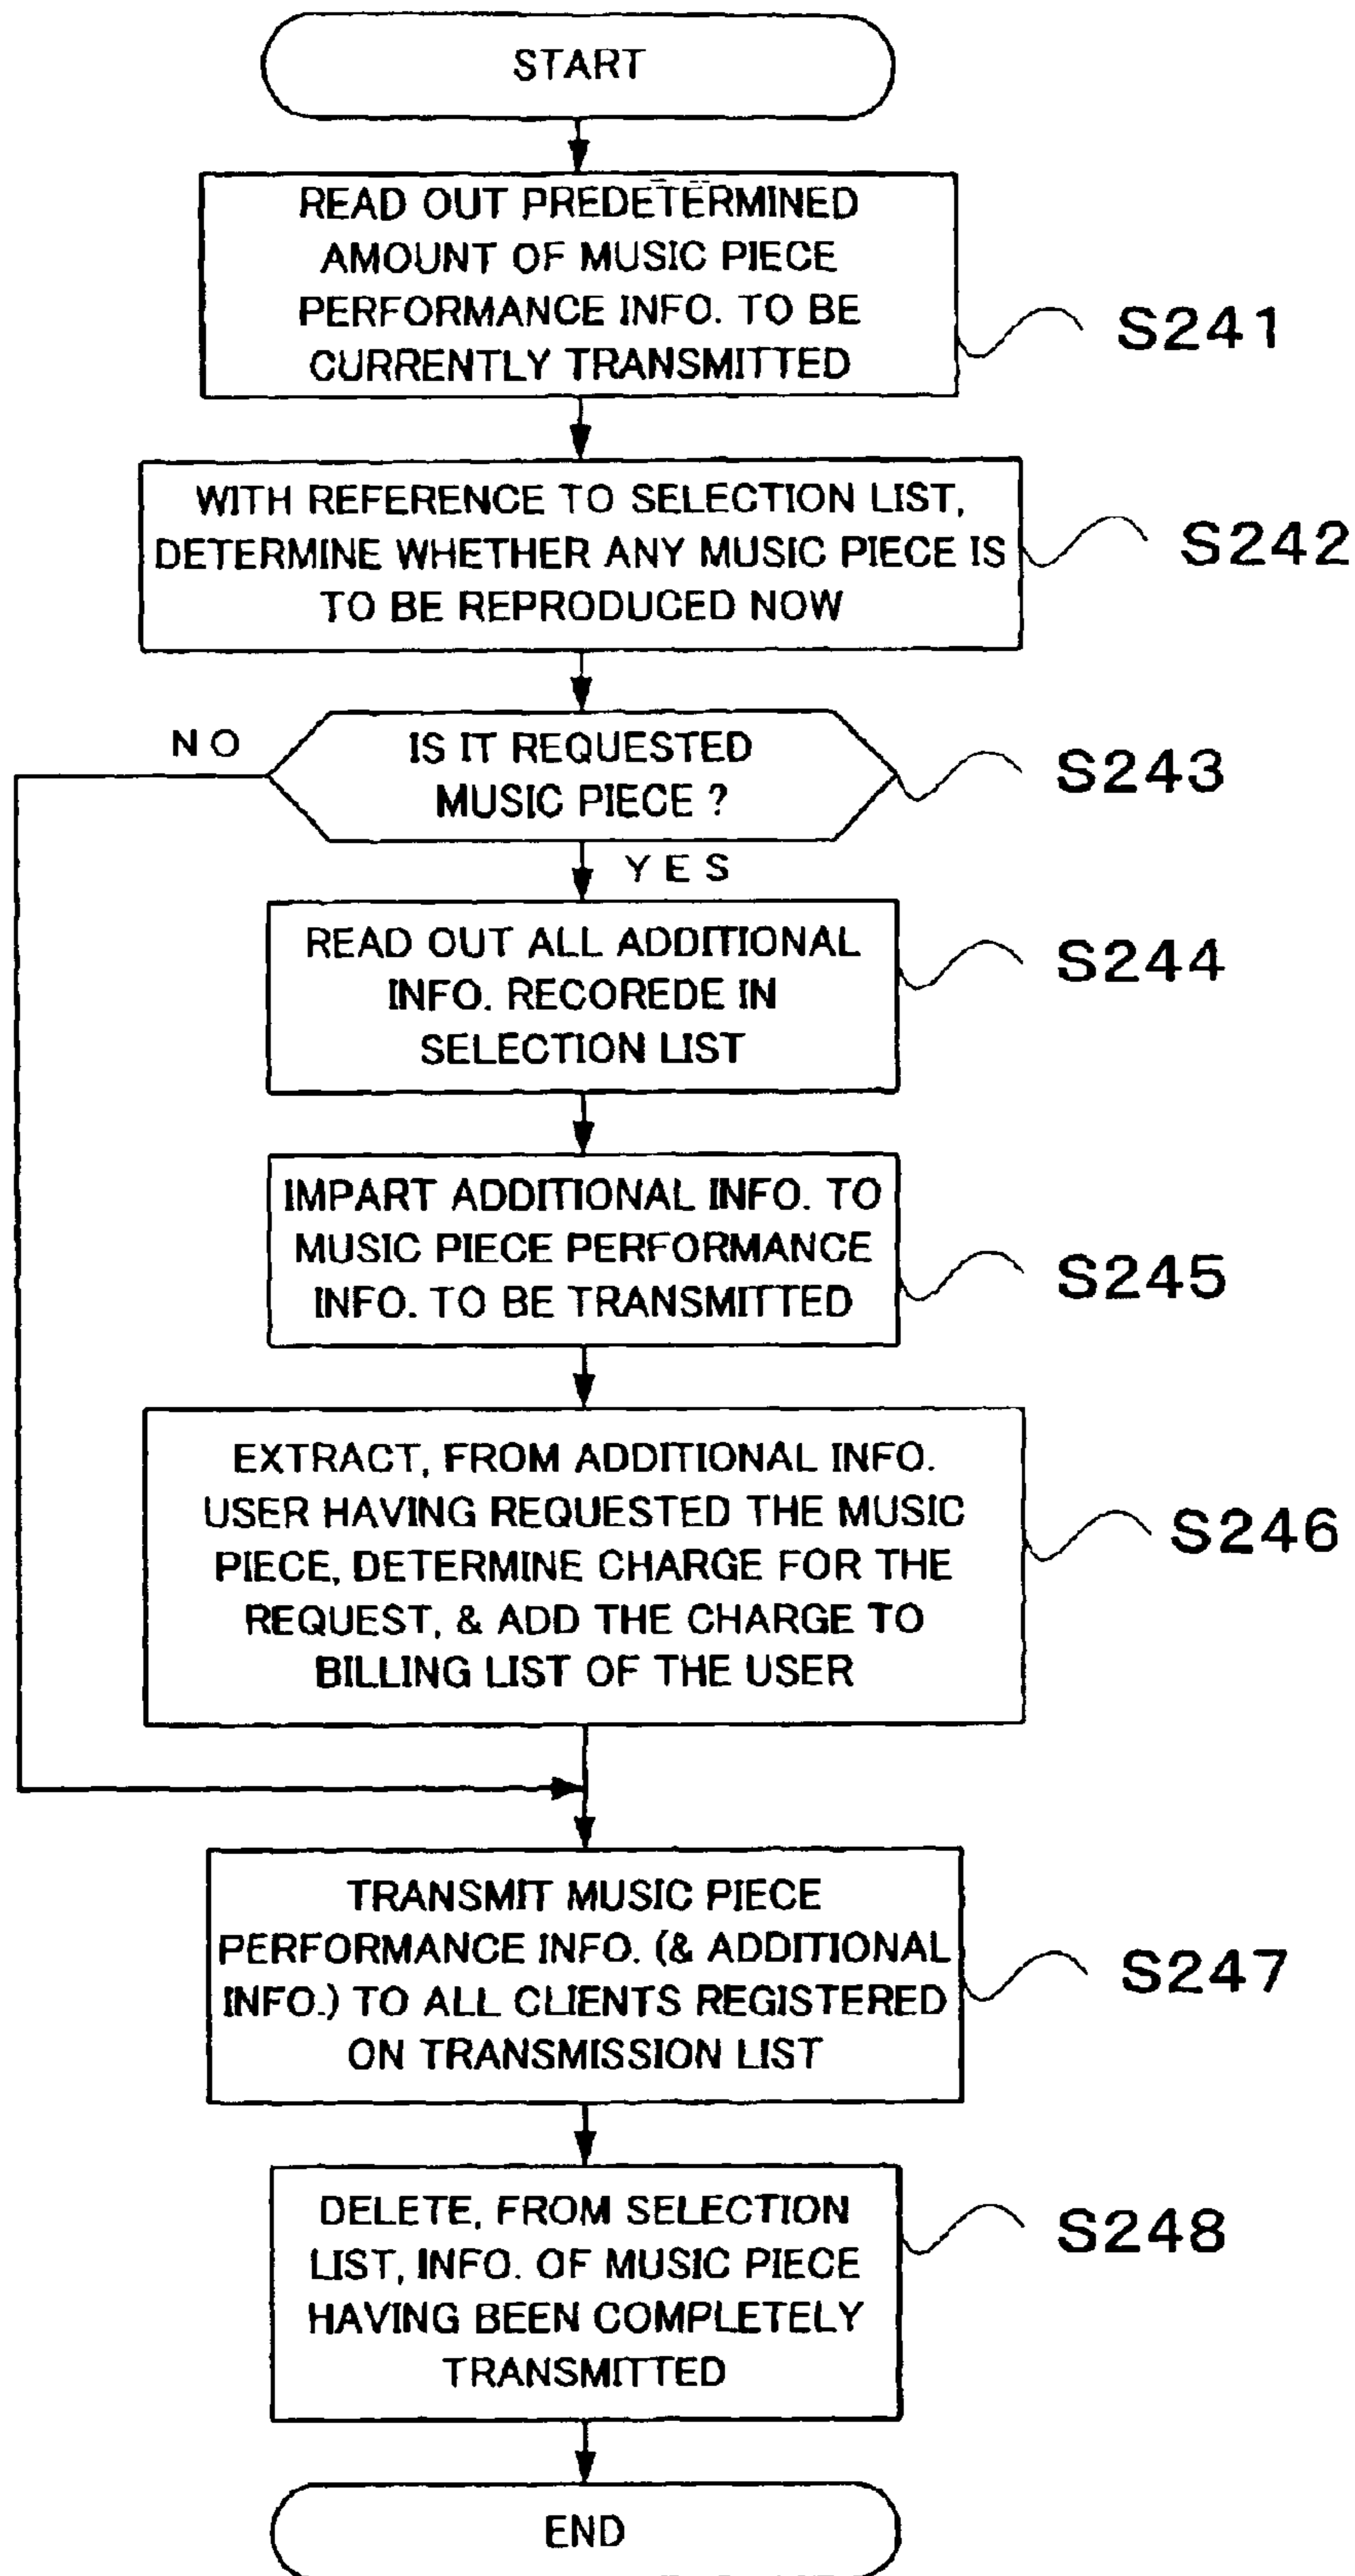 START
READ OUT PREDETERMINED
AMOUNT OF MUSIC PIECE
PERFORMANCE INFO. TO BE
CURRENTLY TRANSMITTED
S241
WITH REFERENCE TO SELECTION LIST,
DETERMINE WHETHER ANY MUSIC PIECE IS
TO BE REPRODUCED NOW
S242
NO
IS IT REQUESTED
MUSIC PIECE ?
S243
YES
READ OUT ALL ADDITIONAL
INFO. RECOREDE IN
SELECTION LIST
S244
IMPART ADDITIONAL INFO. TO
MUSIC PIECE PERFORMANCE
INFO. TO BE TRANSMITTED
S245
EXTRACT, FROM ADDITIONAL INFO.
USER HAVING REQUESTED THE MUSIC
PIECE, DETERMINE CHARGE FOR THE
REQUEST, & ADD THE CHARGE TO
BILLING LIST OF THE USER
S246
TRANSMIT MUSIC PIECE
PERFORMANCE INFO. (& ADDITIONAL
INFO.) TO ALL CLIENTS REGISTERED
ON TRANSMISSION LIST
S247
DELETE, FROM SELECTION
LIST, INFO. OF MUSIC PIECE
HAVING BEEN COMPLETELY
TRANSMITTED
S248
END